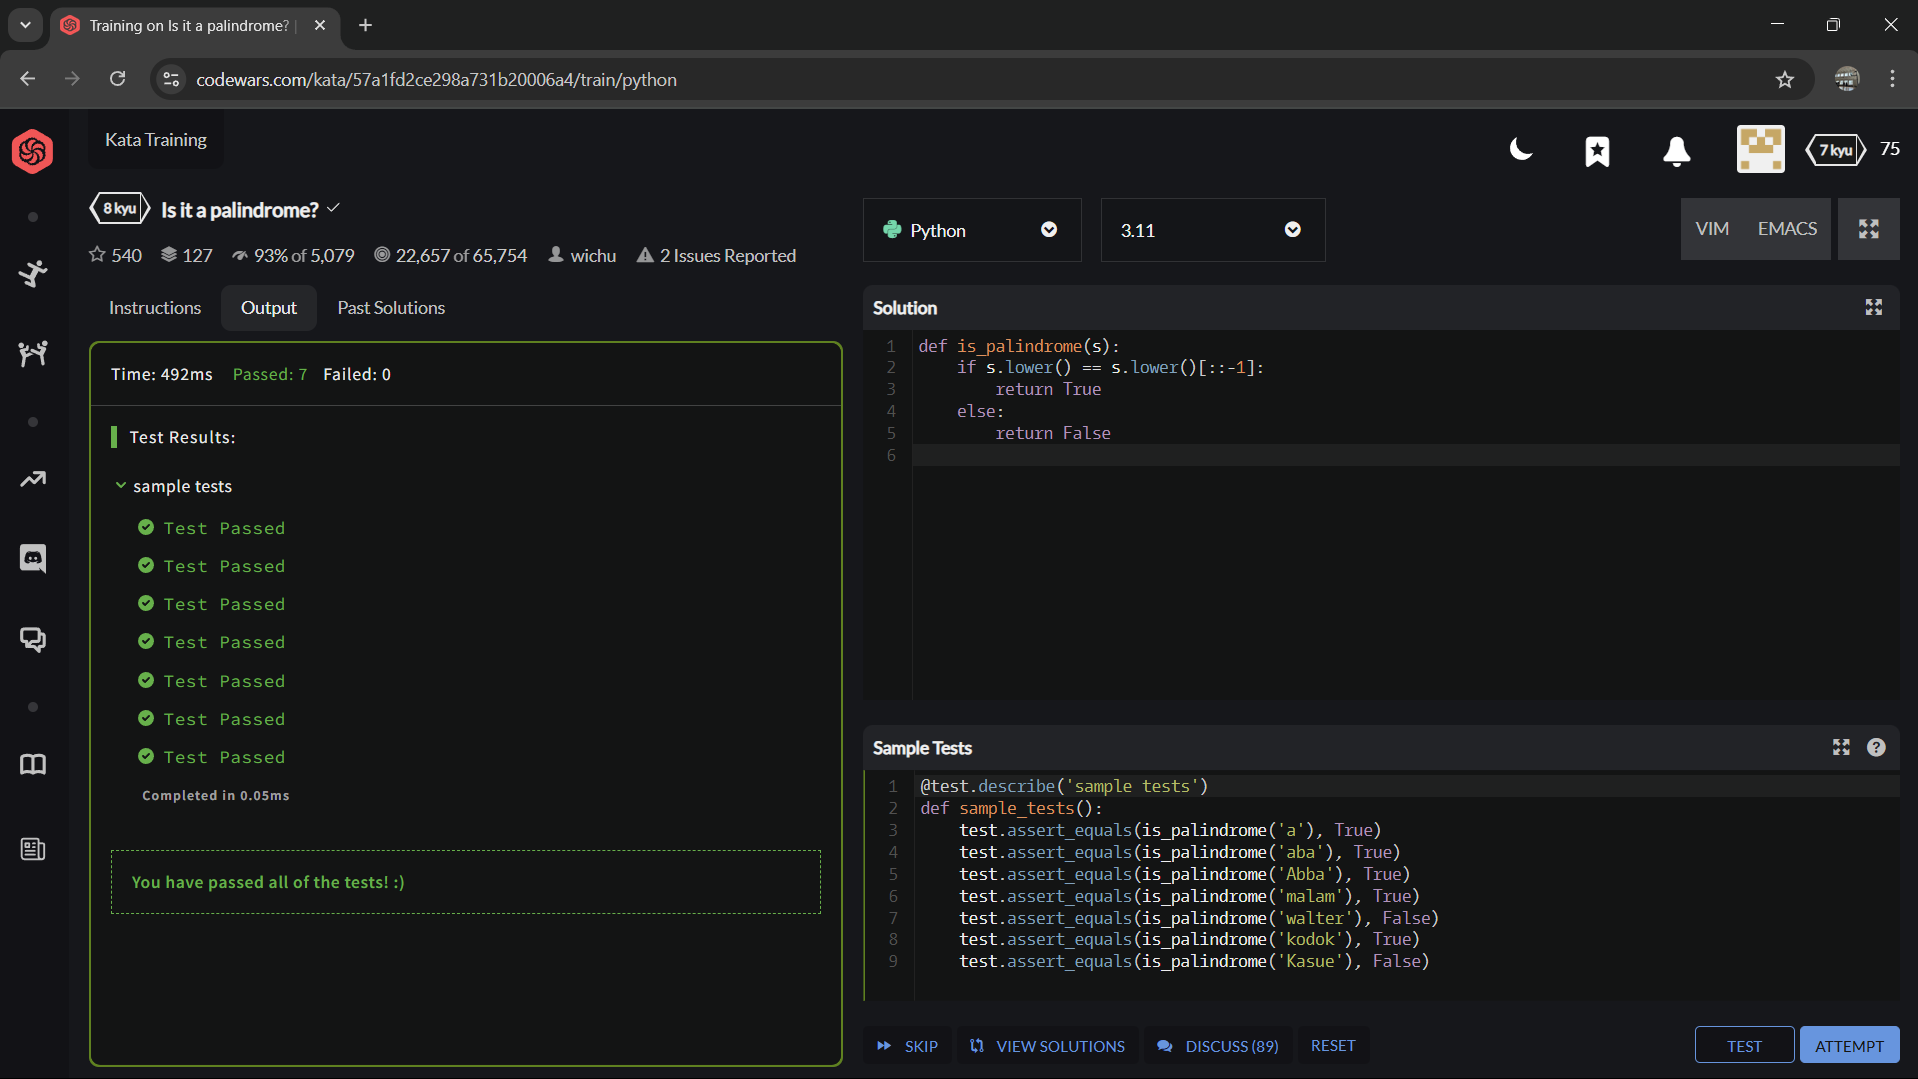 Training on Is it a palindrome? |
codewars.com/kata/57a1fd2ce298a731b20006a4/train/python
Kata Training
7 kyu 75
8 kyu Is it a palindrome?
540 127 93% of 5,079 22,657 of 65,754 wichu 2 Issues Reported
Python
3.11
VIM EMACS
Instructions Output Past Solutions
Time: 492ms Passed: 7 Failed: 0
Test Results:
sample tests
Test Passed
Test Passed
Test Passed
Test Passed
Test Passed
Test Passed
Test Passed
Completed in 0.05ms
You have passed all of the tests! :)
Solution
1 def is_palindrome(s):
2     if s.lower() == s.lower()[::-1]:
3         return True
4     else:
5         return False
6
Sample Tests
?
1 @test.describe('sample tests')
2 def sample_tests():
3     test.assert_equals(is_palindrome('a'), True)
4     test.assert_equals(is_palindrome('aba'), True)
5     test.assert_equals(is_palindrome('Abba'), True)
6     test.assert_equals(is_palindrome('malam'), True)
7     test.assert_equals(is_palindrome('walter'), False)
8     test.assert_equals(is_palindrome('kodok'), True)
9     test.assert_equals(is_palindrome('Kasue'), False)
SKIP VIEW SOLUTIONS DISCUSS (89) RESET TEST ATTEMPT